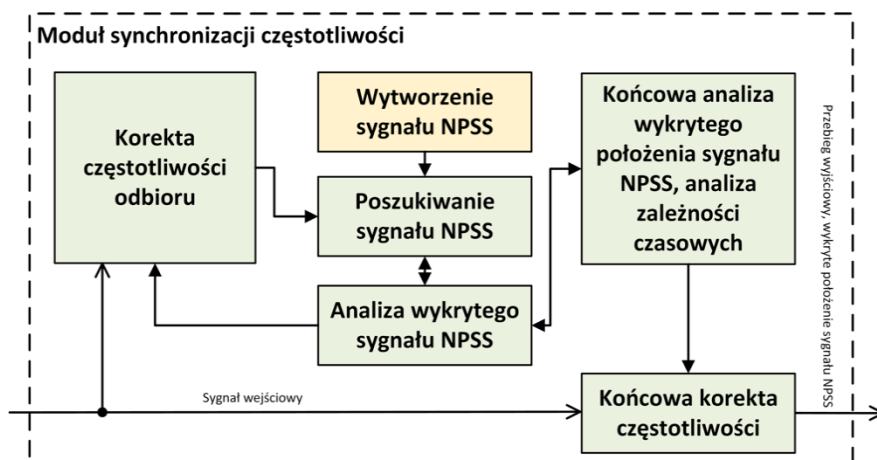 Moduł synchronizacji częstotliwości
Korekta
częstotliwości
odbioru
Wytworzenie
sygnału NPSS
Poszukiwanie
sygnału NPSS
Analiza wykrytego
sygnału NPSS
Końcowa analiza
wykrytego
położenia sygnału
NPSS, analiza
zależności
czasowych
Końcowa korekta
częstotliwości
Sygnał wejściowy
Przebieg wyjściowy, wykryte położenie sygnału NPSS